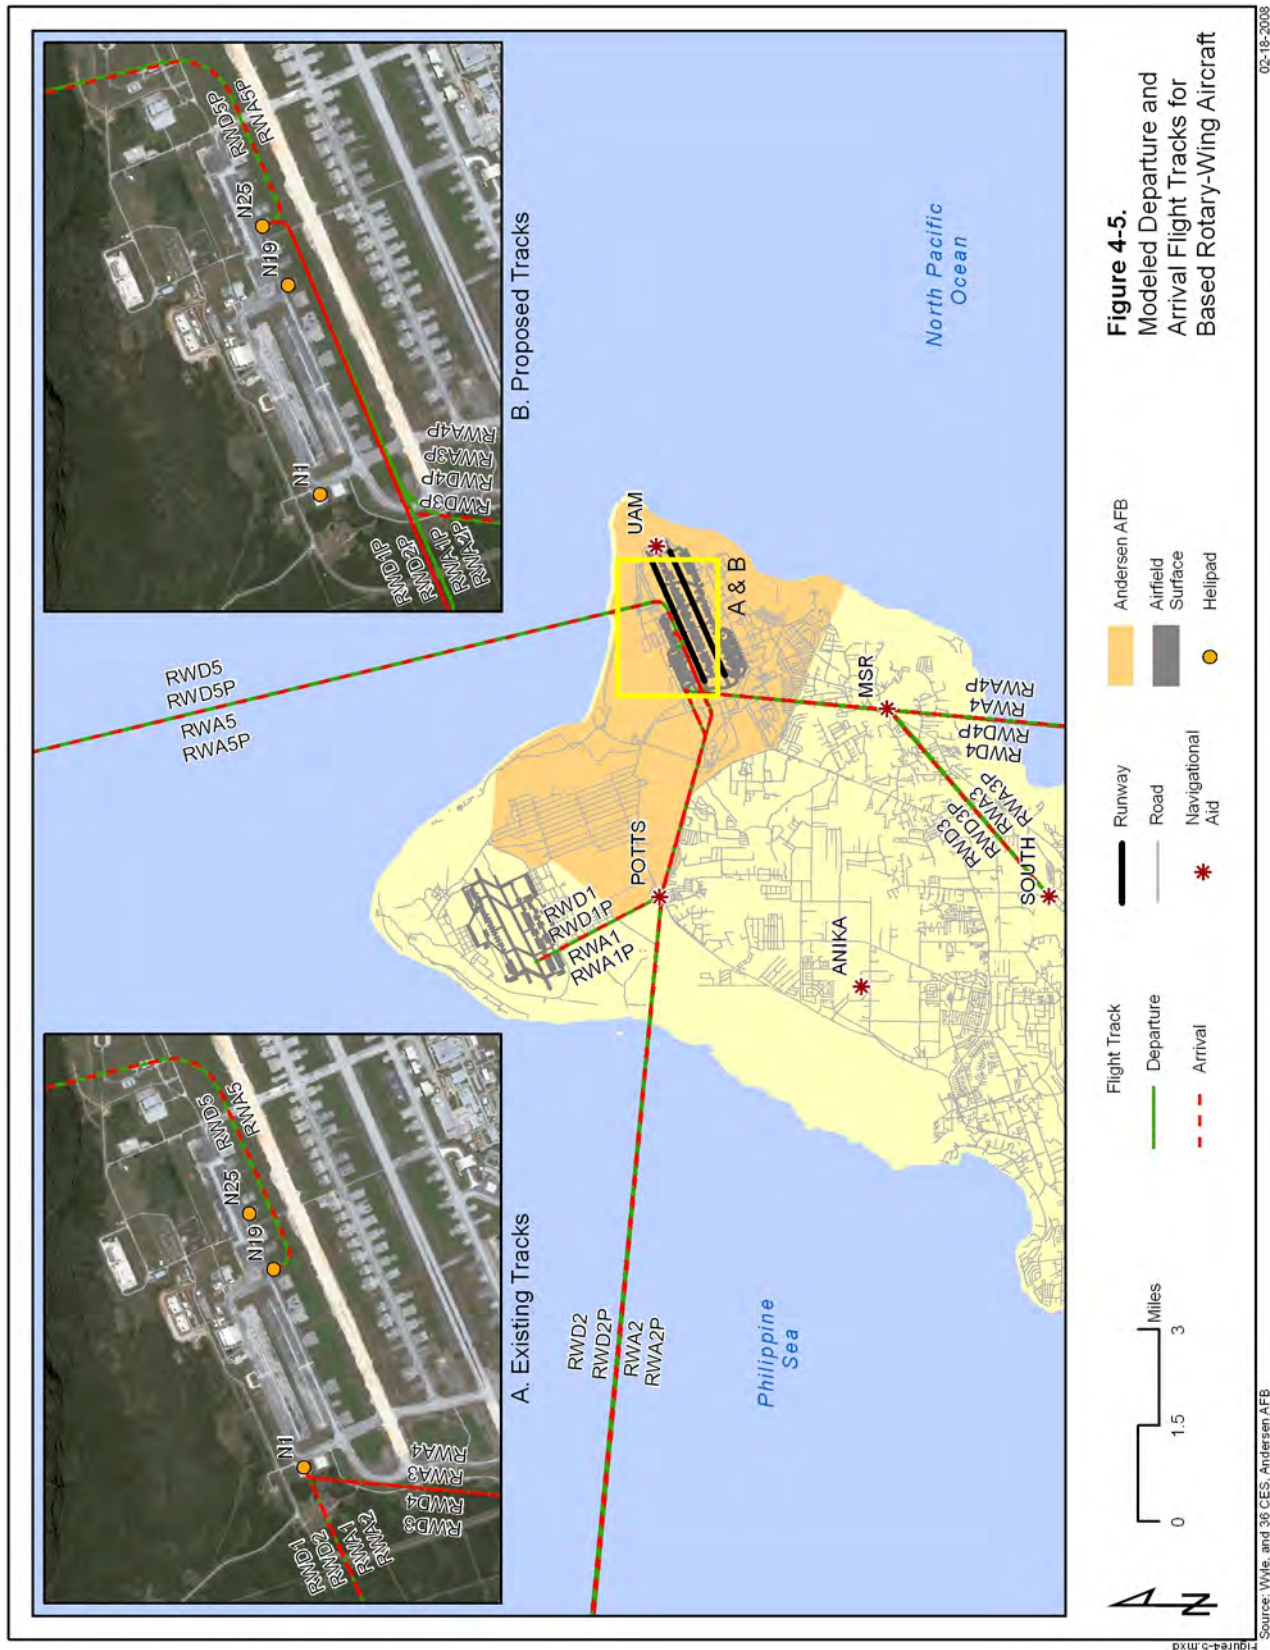 RWD1
RWD2
RWA1
RWA2
N1
N19
N25
RWD5
RWA5
RWD3
RWD4
RWA3
RWA4
A. Existing Tracks
RWD1P
RWD2P
RWA1P
RWA2P
N1
N19
N25
RWD5P
RWA5P
RWD3P
RWD4P
RWA3P
RWA4P
B. Proposed Tracks
RWD5
RWD5P
RWA5
RWA5P
RWD2
RWD2P
RWA2
RWA2P
RWD1
RWD1P
RWA1
RWA1P
POTTS
UAM
A & B
MSR
ANIKA
SOUTH
RWD3
RWD3P
RWA3
RWA3P
RWD4
RWD4P
RWA4
RWA4P
Philippine
Sea
North Pacific
Ocean
N
0
1.5
3
Miles
Flight Track
Departure
Arrival
Runway
Road
Navigational
Aid
Andersen AFB
Airfield
Surface
Helipad
Figure 4-5.
Modeled Departure and
Arrival Flight Tracks for
Based Rotary-Wing Aircraft
Source: Wyle, and 36 CES, Andersen AFB
02-18-2008
Figure4-5.mxd